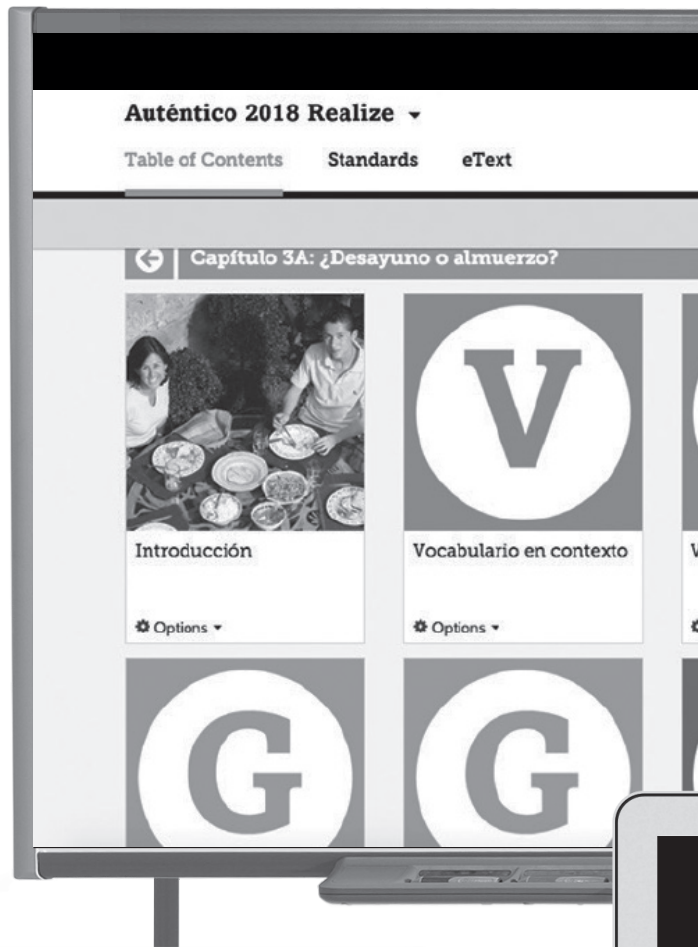 Auténtico 2018 Realize
Table of Contents Standards eText
Capítulo 3A: ¿Desayuno o almuerzo?
V
Introducción
Vocabulario en contexto
V
Options
Options
G
G